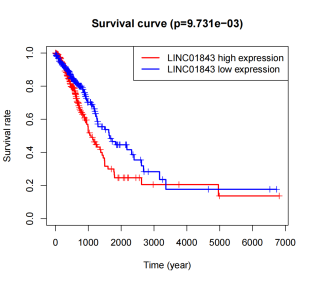 Survival curve (p=9.731e−03)
LINC01843 high expression
LINC01843 low expression
Survival rate
1.0
0.8
0.6
0.4
0.2
0.0
0 1000 2000 3000 4000 5000 6000 7000
Time (year)